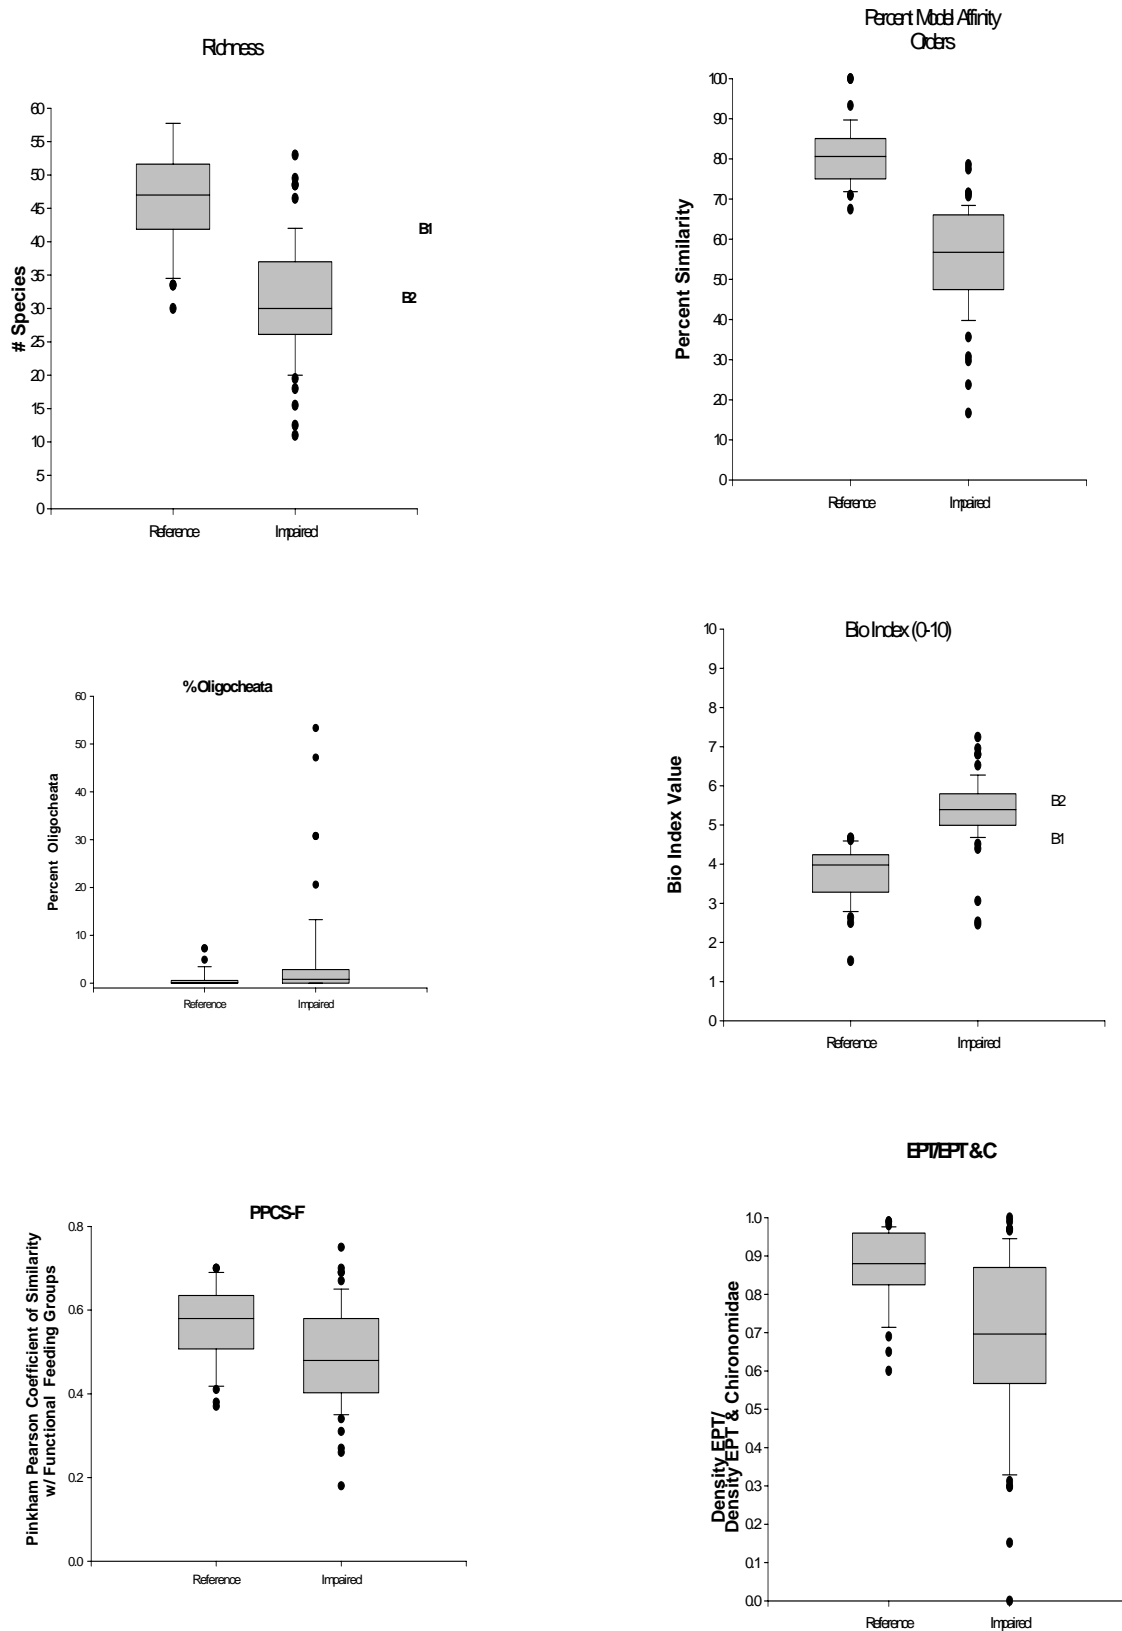 Richness
60
55
50
45
40
35
30
25
20
15
10
5
0
# Species
B1
B2
Reference Impaired
Percent Model Affinity
Orders
100
90
80
70
60
50
40
30
20
10
0
Percent Similarity
Reference Impaired
%Oligocheata
60
50
40
30
20
10
0
Percent Oligocheata
Reference Impaired
Bio Index (0-10)
10
9
8
7
6
5
4
3
2
1
0
Bio Index Value
B2
B1
Reference Impaired
PPCS-F
0.8
0.6
0.4
0.2
0.0
Pinkham Pearson Coefficient of Similarity
w/ Functional Feeding Groups
Reference Impaired
EPT/EPT & C
1.0
0.9
0.8
0.7
0.6
0.5
0.4
0.3
0.2
0.1
0.0
Density EPT/
Density EPT & Chironomidae
Reference Impaired